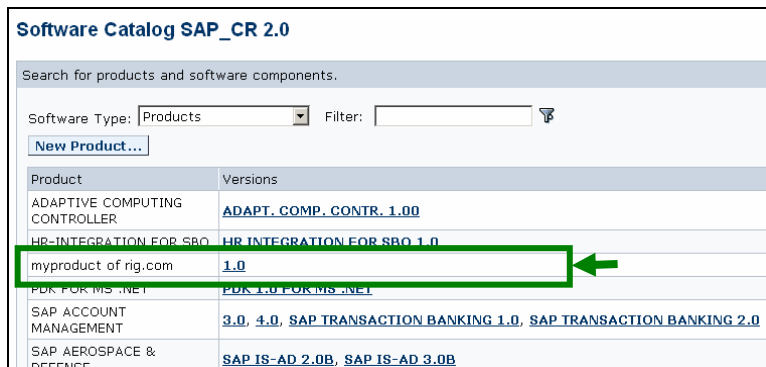 Software Catalog SAP_CR 2.0
Search for products and software components.
Software Type: Products Filter:
New Product...
Product Versions
ADAPTIVE COMPUTING
CONTROLLER ADAPT. COMP. CONTR. 1.00
HR-INTEGRATION FOR SBO HR INTEGRATION FOR SBO 1.0
myproduct of rig.com 1.0
PDK FOR MS .NET PDK 1.0 FOR MS .NET
SAP ACCOUNT
MANAGEMENT 3.0, 4.0, SAP TRANSACTION BANKING 1.0, SAP TRANSACTION BANKING 2.0
SAP AEROSPACE &
DEFENSE SAP IS-AD 2.0B, SAP IS-AD 3.0B